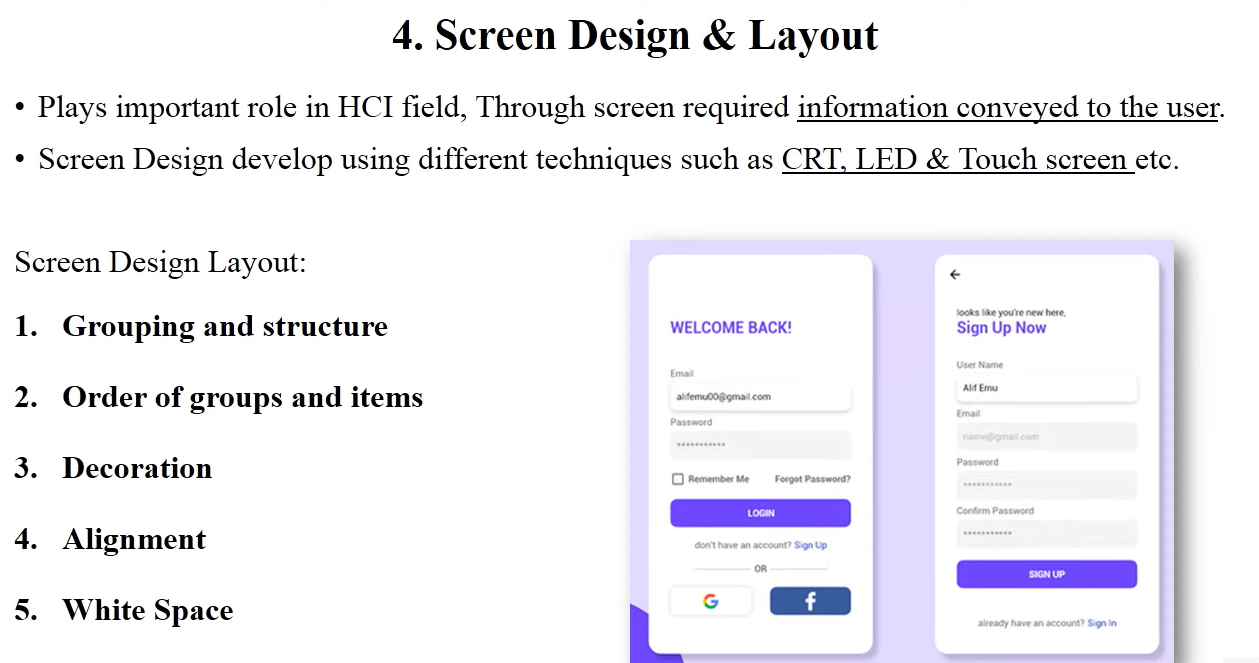 4. Screen Design & Layout
• Plays important role in HCI field, Through screen required information conveyed to the user.
• Screen Design develop using different techniques such as CRT, LED & Touch screen etc.
Screen Design Layout:
1. Grouping and structure
2. Order of groups and items
3. Decoration
4. Alignment
5. White Space
WELCOME BACK!
Email
alifemu00@gmail.com
Password
***********
Remember Me Forgot Password?
LOGIN
don't have an account? Sign Up
OR
G f
looks like you're new here,
Sign Up Now
User Name
Alif Emu
Email
name@gmail.com
Password
***********
Confirm Password
***********
SIGN UP
already have an account? Sign In